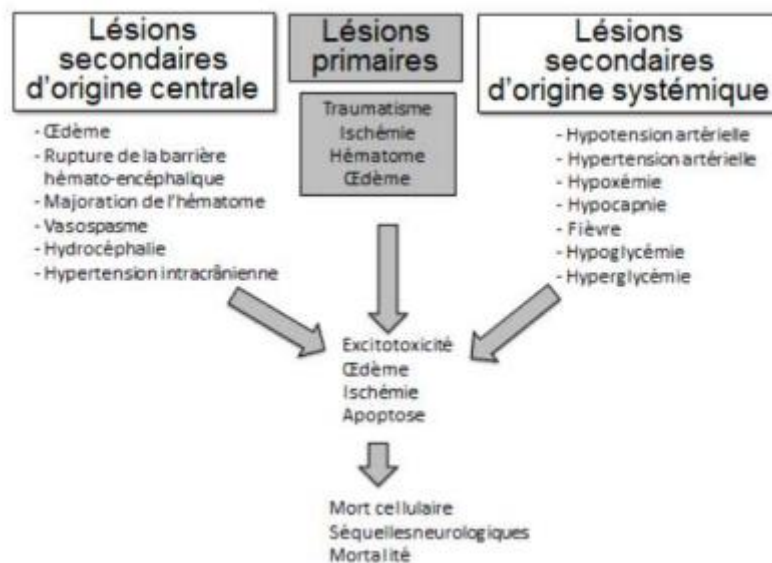 Lésions
secondaires
d'origine centrale
- Œdème
- Rupture de la barrière
hémato-encéphalique
- Majoration de l'hématome
- Vasospasme
- Hydrocéphalie
- Hypertension intracrânienne
Lésions
primaires
Traumatisme
Ischémie
Hématome
Œdème
Lésions
secondaires
d'origine systémique
- Hypotension artérielle
- Hypertension artérielle
- Hypoxémie
- Hypocapnie
- Fièvre
- Hypoglycémie
- Hyperglycémie
Excitotoxicité
Œdème
Ischémie
Apoptose
Mort cellulaire
Séquellesneurologiques
Mortalité